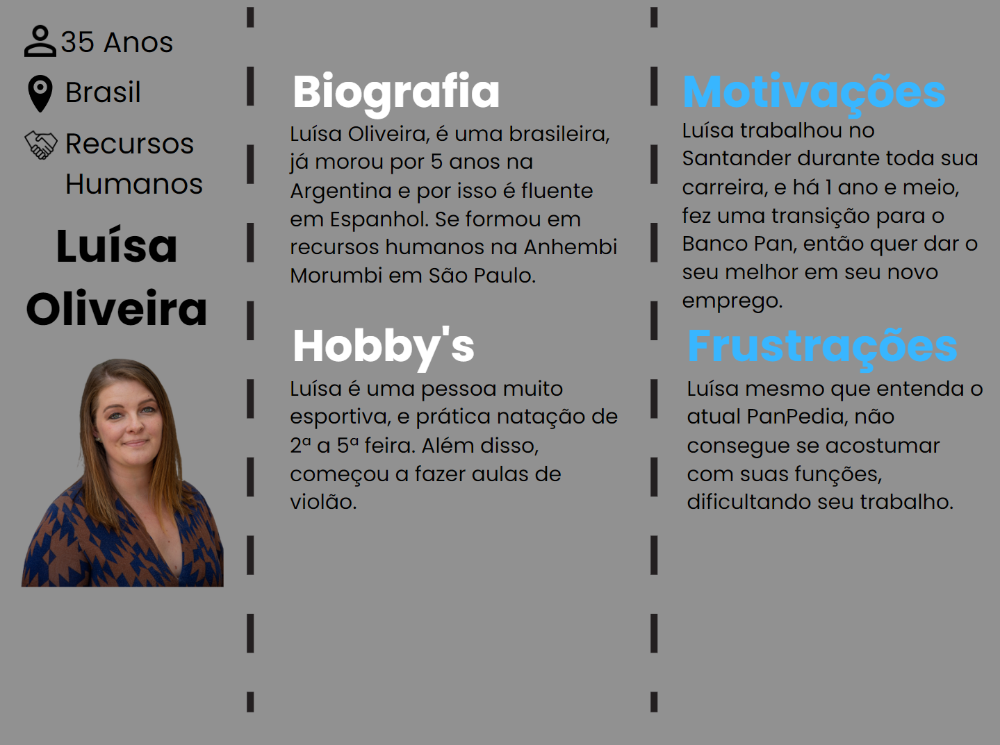 35 Anos
Brasil
Recursos
Humanos
Luísa
Oliveira
Biografia
Luísa Oliveira, é uma brasileira,
já morou por 5 anos na
Argentina e por isso é fluente
em Espanhol. Se formou em
recursos humanos na Anhembi
Morumbi em São Paulo.
Hobby's
Luísa é uma pessoa muito
esportiva, e prática natação de
2ª a 5ª feira. Além disso,
começou a fazer aulas de
violão.
Motivações
Luísa trabalhou no
Santander durante toda sua
carreira, e há 1 ano e meio,
fez uma transição para o
Banco Pan, então quer dar o
seu melhor em seu novo
emprego.
Frustrações
Luísa mesmo que entenda o
atual PanPedia, não
consegue se acostumar
com suas funções,
dificultando seu trabalho.